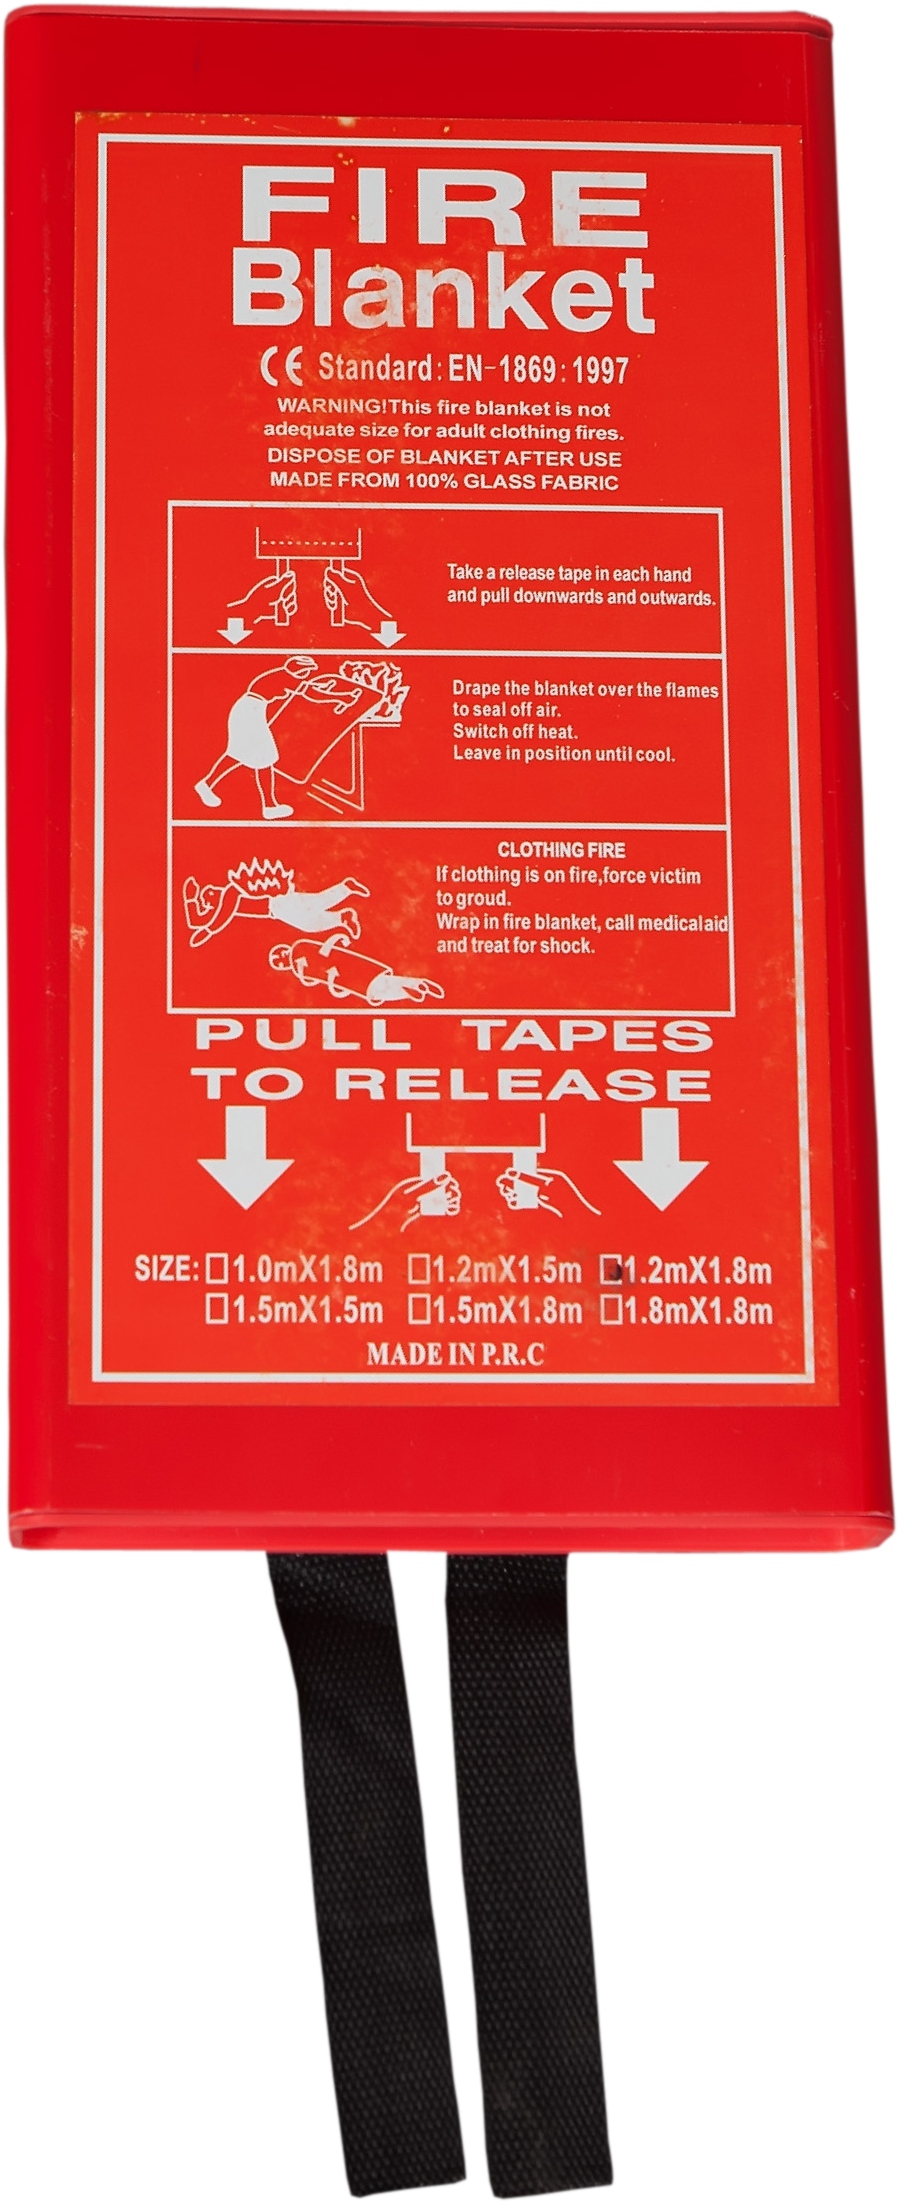 FIRE
Blanket
CE Standard: EN-1869: 1997
WARNING!This fire blanket is not
adequate size for adult clothing fires.
DISPOSE OF BLANKET AFTER USE
MADE FROM 100% GLASS FABRIC
Take a release tape in each hand
and pull downwards and outwards.
Drape the blanket over the flames
to seal off air.
Switch off heat.
Leave in position until cool.
CLOTHING FIRE
If clothing is on fire,force victim
to groud.
Wrap in fire blanket, call medicalaid
and treat for shock.
PULL TAPES
TO RELEASE
SIZE: □1.0mX1.8m □1.2mX1.5m □1.2mX1.8m
□1.5mX1.5m □1.5mX1.8m □1.8mX1.8m
MADE IN P.R.C